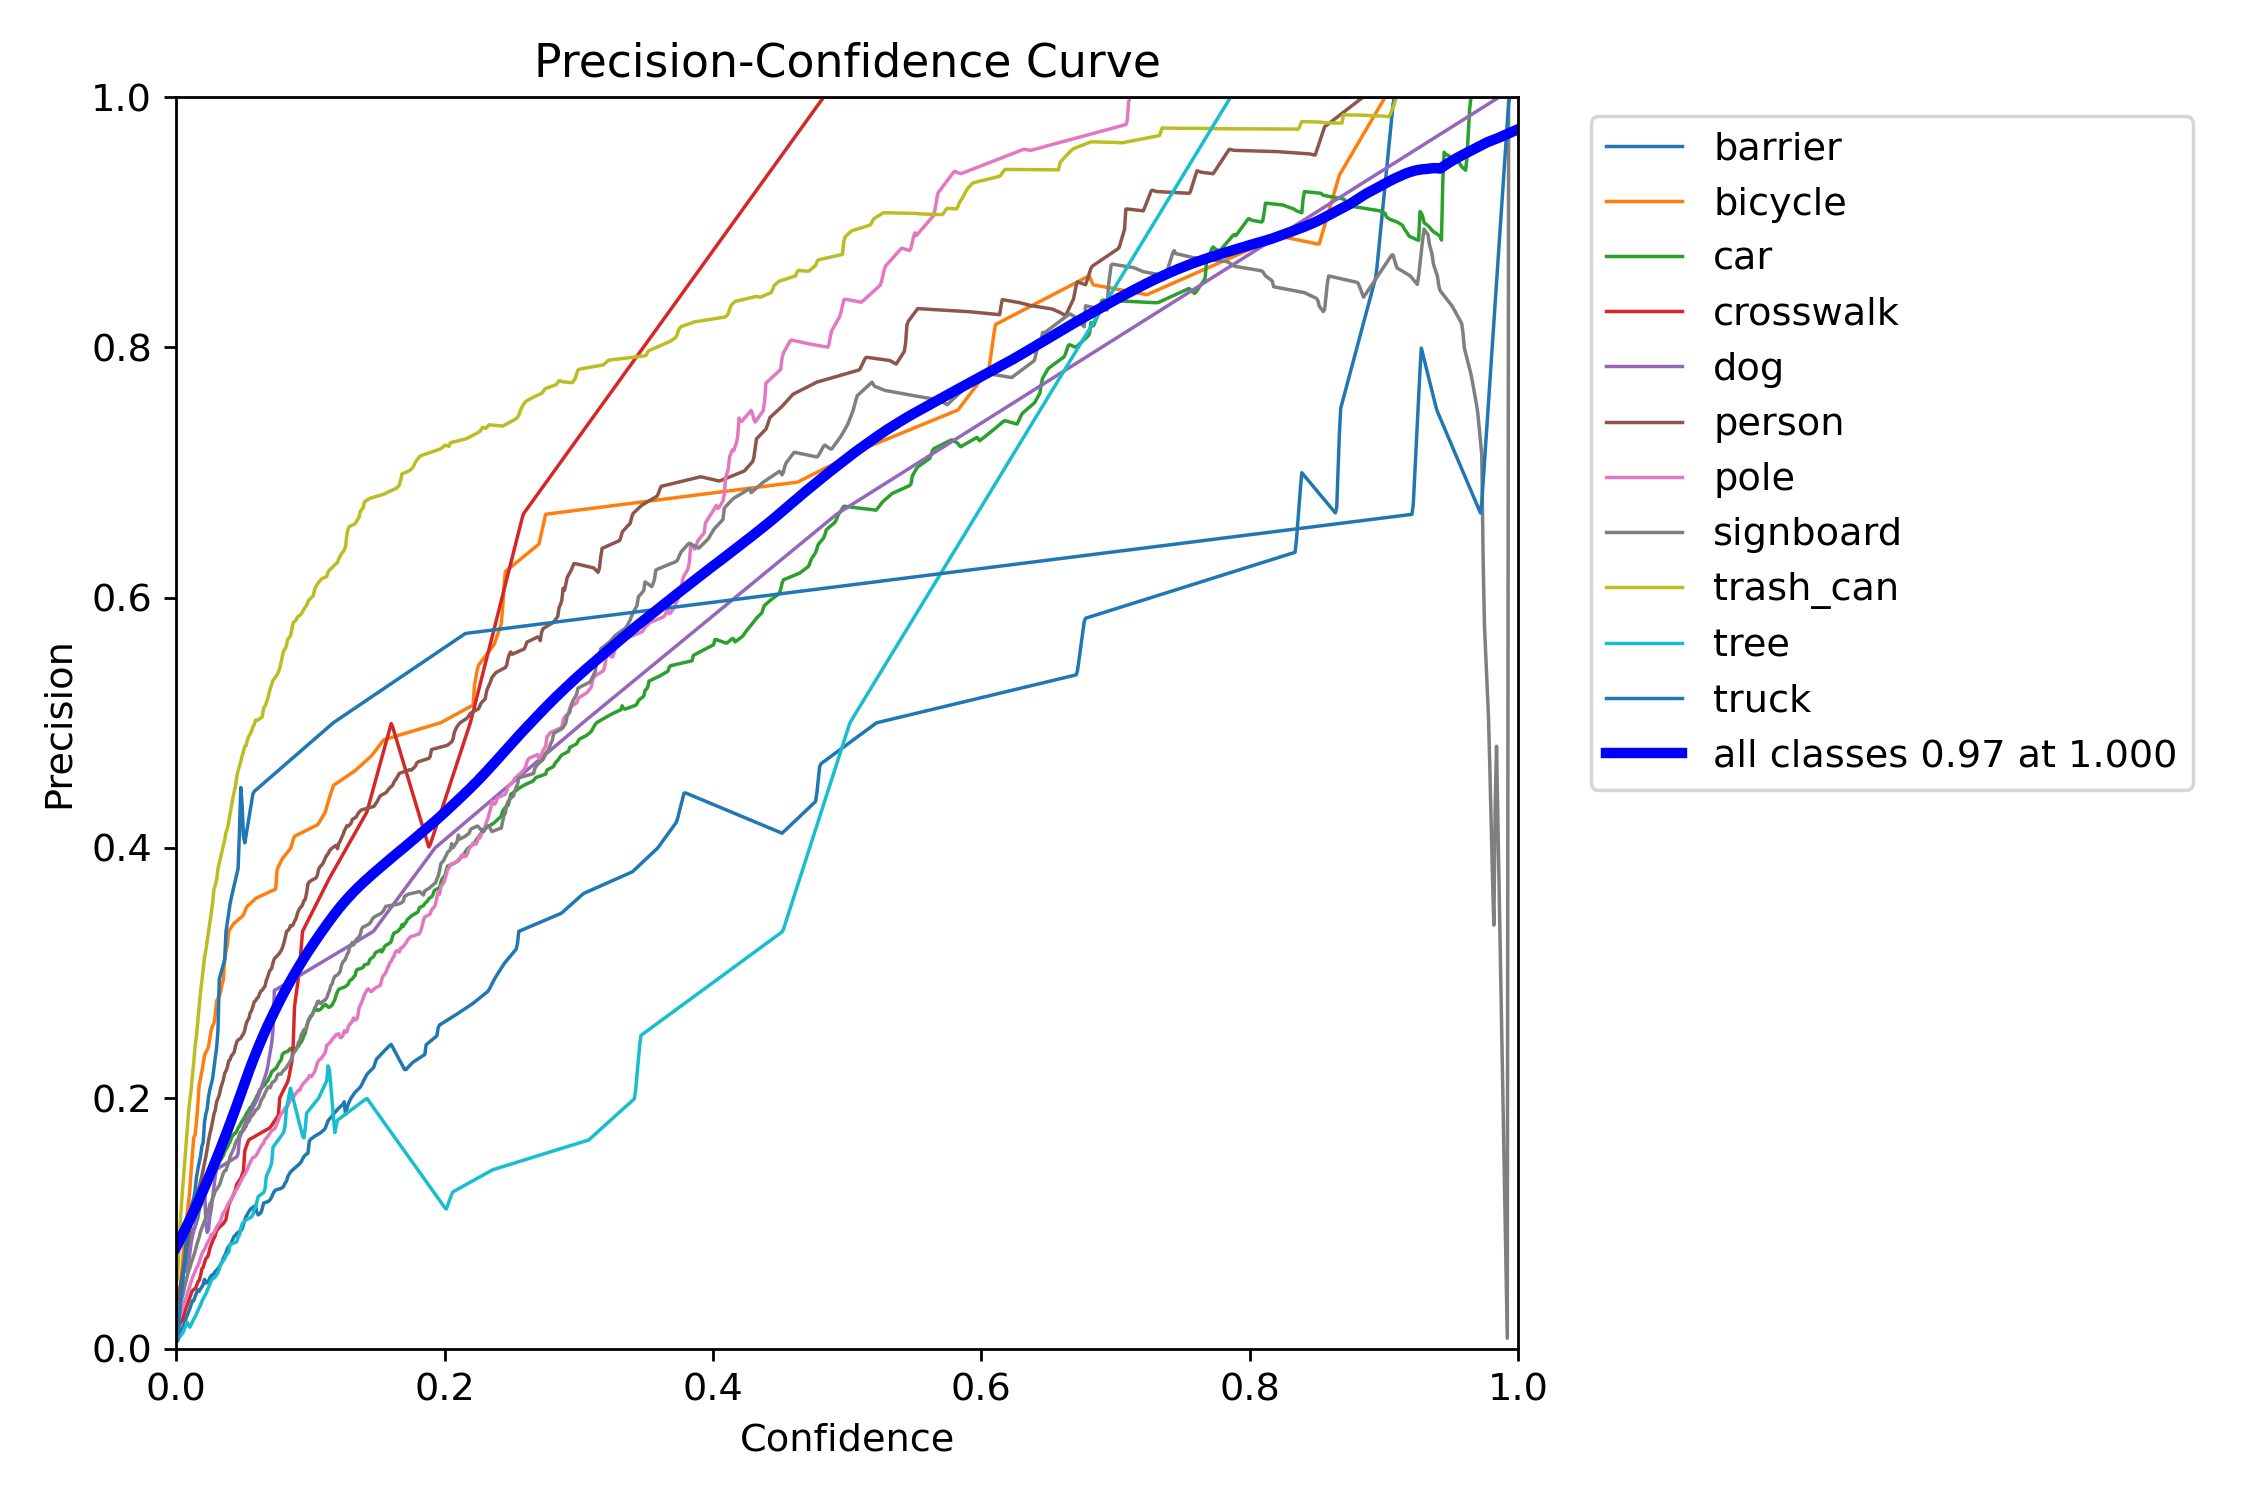 Precision-Confidence Curve
1.0
0.8
0.6
0.4
0.2
0.0
Precision
0.0 0.2 0.4 0.6 0.8 1.0
Confidence
barrier
bicycle
car
crosswalk
dog
person
pole
signboard
trash_can
tree
truck
all classes 0.97 at 1.000